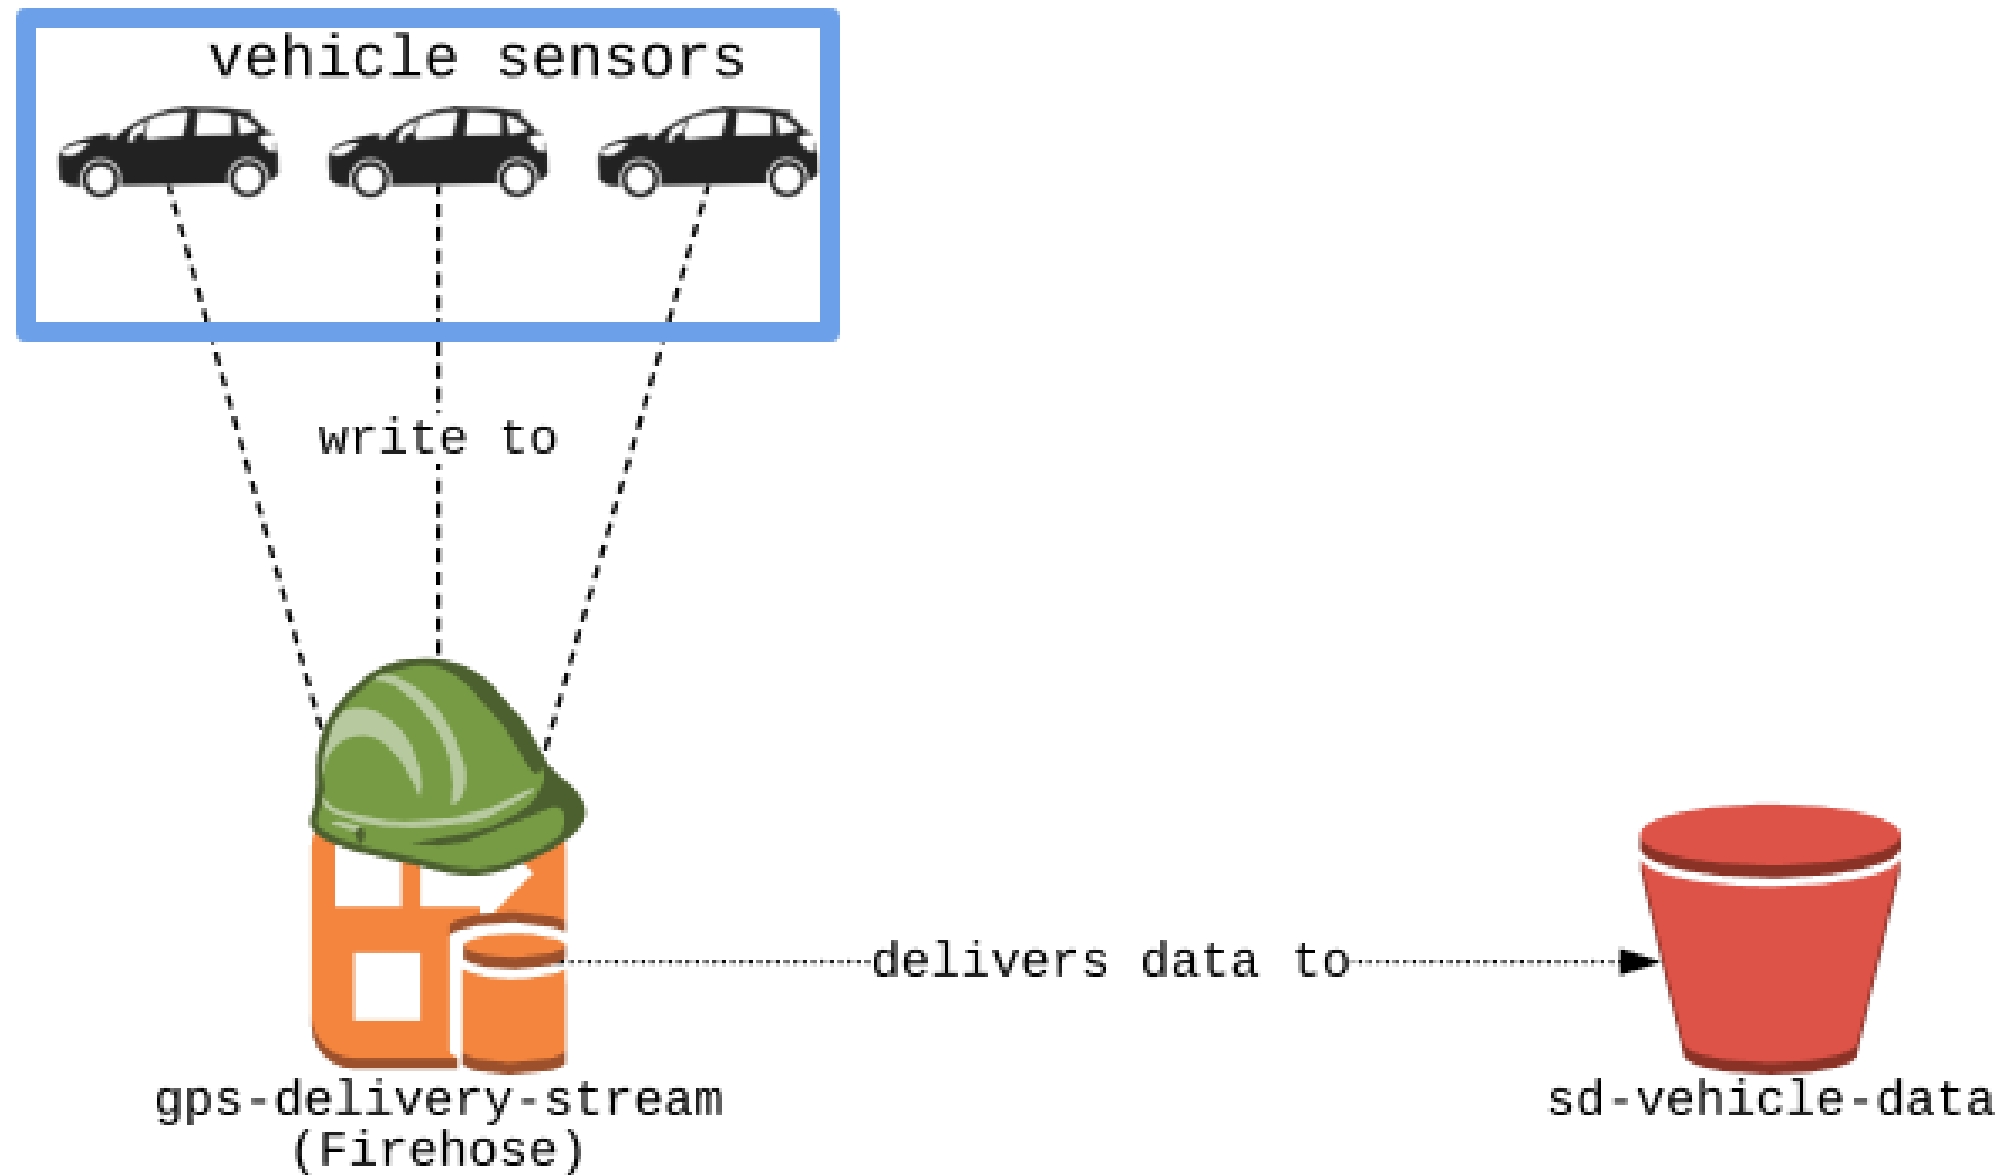 vehicle sensors
write to
delivers data to
gps-delivery-stream
(Firehose)
sd-vehicle-data